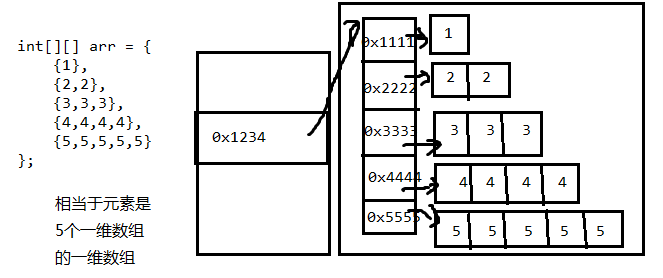 int[][] arr = {
{1},
{2,2},
{3,3,3},
{4,4,4,4},
{5,5,5,5,5}
};
相当于元素是
5个一维数组
的一维数组
0x1234
0x1111 1
0x2222 2 2
0x3333 3 3 3
0x4444 4 4 4 4
0x5555 5 5 5 5 5